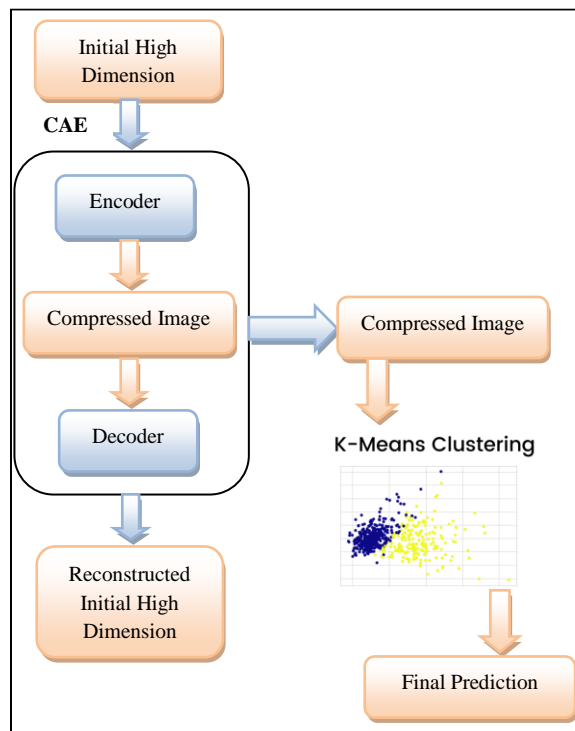 Initial High
Dimension
CAE
Encoder
Compressed Image
Decoder
Reconstructed
Initial High
Dimension
Compressed Image
K-Means Clustering
Final Prediction